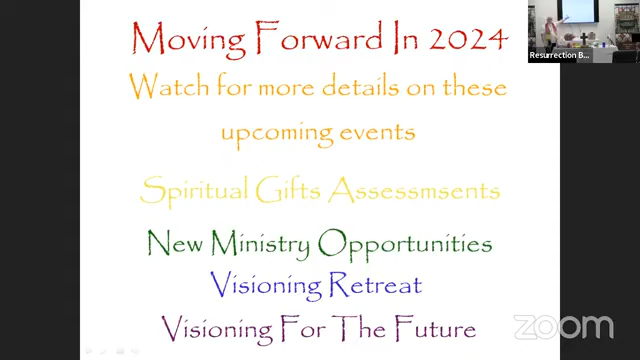 Moving Forward In 2024
Resurrection B...
Watch for more details on these
upcoming events
Spiritual Gifts Assessmsents
New Ministry Opportunities
Visioning Retreat
Visioning For The Future
zoom